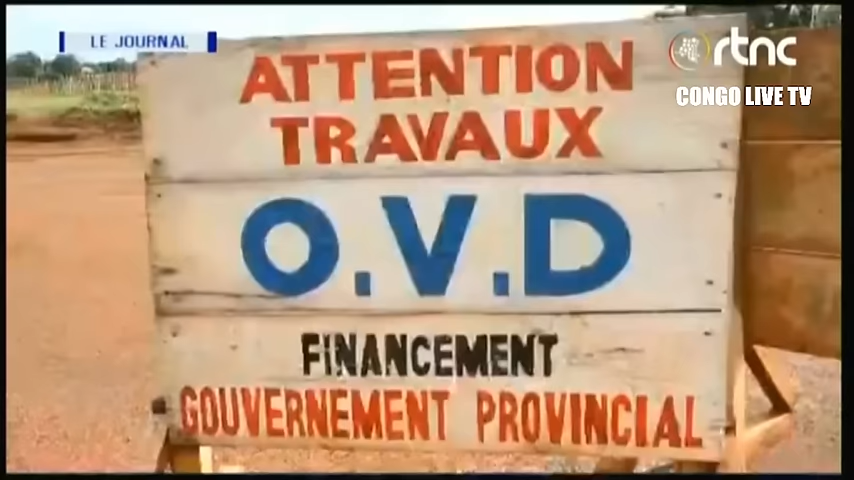 LE JOURNAL
rtnc
CONGO LIVE TV
ATTENTION
TRAVAUX
O.V.D
FINANCEMENT
GOUVERNEMENT PROVINCIAL